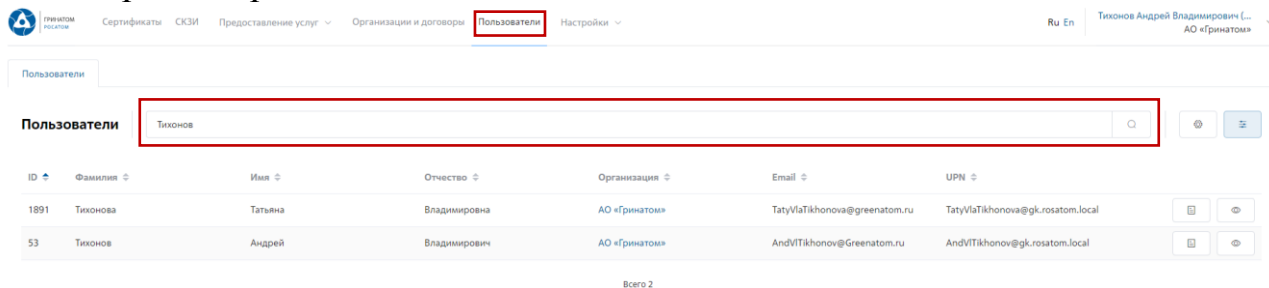 ГРИНАТОМ
РОСАТОМ
Сертификаты СКЗИ Предоставление услуг Организации и договоры Пользователи Настройки
Ru En
Тихонов Андрей Владимирович (...
АО «Гринатом»
Пользователи
Пользователи
Тихонов
ID Фамилия Имя Отчество Организация Email UPN
1891 Тихонова Татьяна Владимировна АО «Гринатом» TatyVlaTikhonova@greenatom.ru TatyVlaTikhonova@gk.rosatom.local
53 Тихонов Андрей Владимирович АО «Гринатом» AndVlTikhonov@Greenatom.ru AndVlTikhonov@gk.rosatom.local
Всего 2